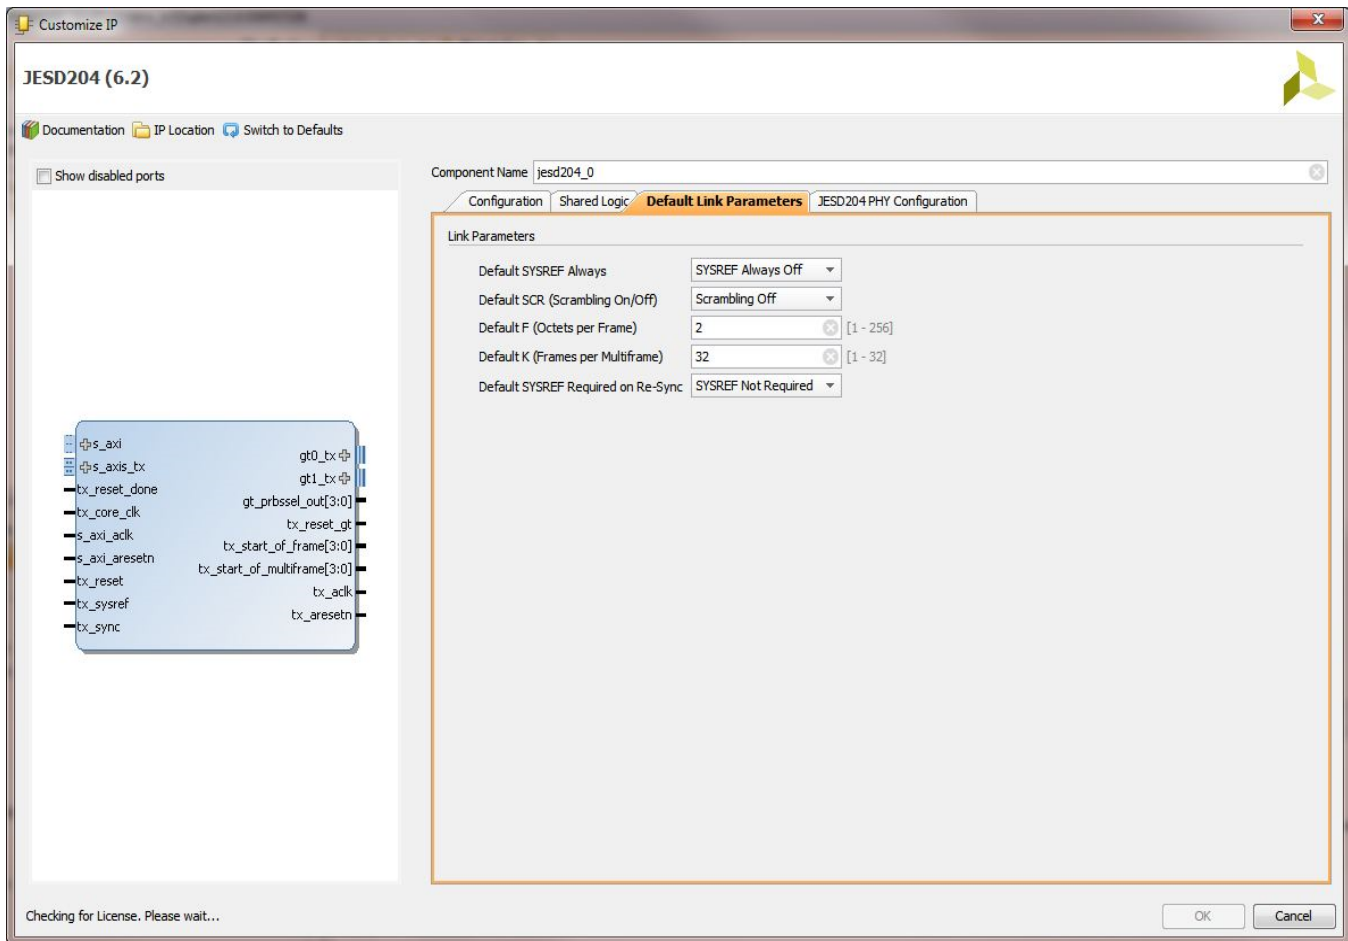 Customize IP
JESD204 (6.2)
Documentation IP Location Switch to Defaults
Show disabled ports
Component Name jesd204_0
Configuration Shared Logic Default Link Parameters JESD204 PHY Configuration
Link Parameters
Default SYSREF Always SYSREF Always Off
Default SCR (Scrambling On/Off) Scrambling Off
Default F (Octets per Frame) 2 [1 - 256]
Default K (Frames per Multiframe) 32 [1 - 32]
Default SYSREF Required on Re-Sync SYSREF Not Required
s_axi
s_axis_tx
tx_reset_done
tx_core_clk
s_axi_aclk
s_axi_aresetn
tx_reset
tx_sysref
tx_sync
gt0_tx
gt1_tx
gt_prbssel_out[3:0]
tx_reset_gt
tx_start_of_frame[3:0]
tx_start_of_multiframe[3:0]
tx_aclk
tx_aresetn
Checking for License. Please wait...
OK Cancel